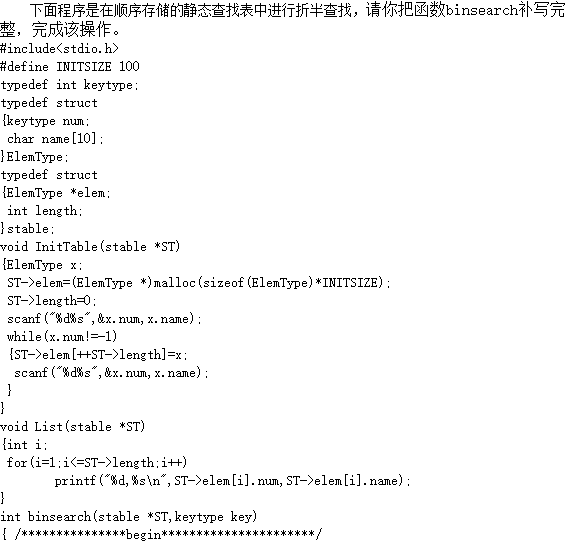 下面程序是在顺序存储的静态查找表中进行折半查找，请你把函数binsearch补写完
整，完成该操作。
#include<stdio.h>
#define INITSIZE 100
typedef int keytype;
typedef struct
{keytype num;
 char name[10];
}ElemType;
typedef struct
{ElemType *elem;
 int length;
}stable;
void InitTable(stable *ST)
{ElemType x;
 ST->elem=(ElemType *)malloc(sizeof(ElemType)*INITSIZE);
 ST->length=0;
 scanf("%d%s",&x.num,x.name);
 while(x.num!=-1)
 {ST->elem[++ST->length]=x;
  scanf("%d%s",&x.num,x.name);
 }
}
void List(stable *ST)
{int i;
 for(i=1;i<=ST->length;i++)
       printf("%d,%s\n",ST->elem[i].num,ST->elem[i].name);
}
int binsearch(stable *ST,keytype key)
{ /***************begin**********************/